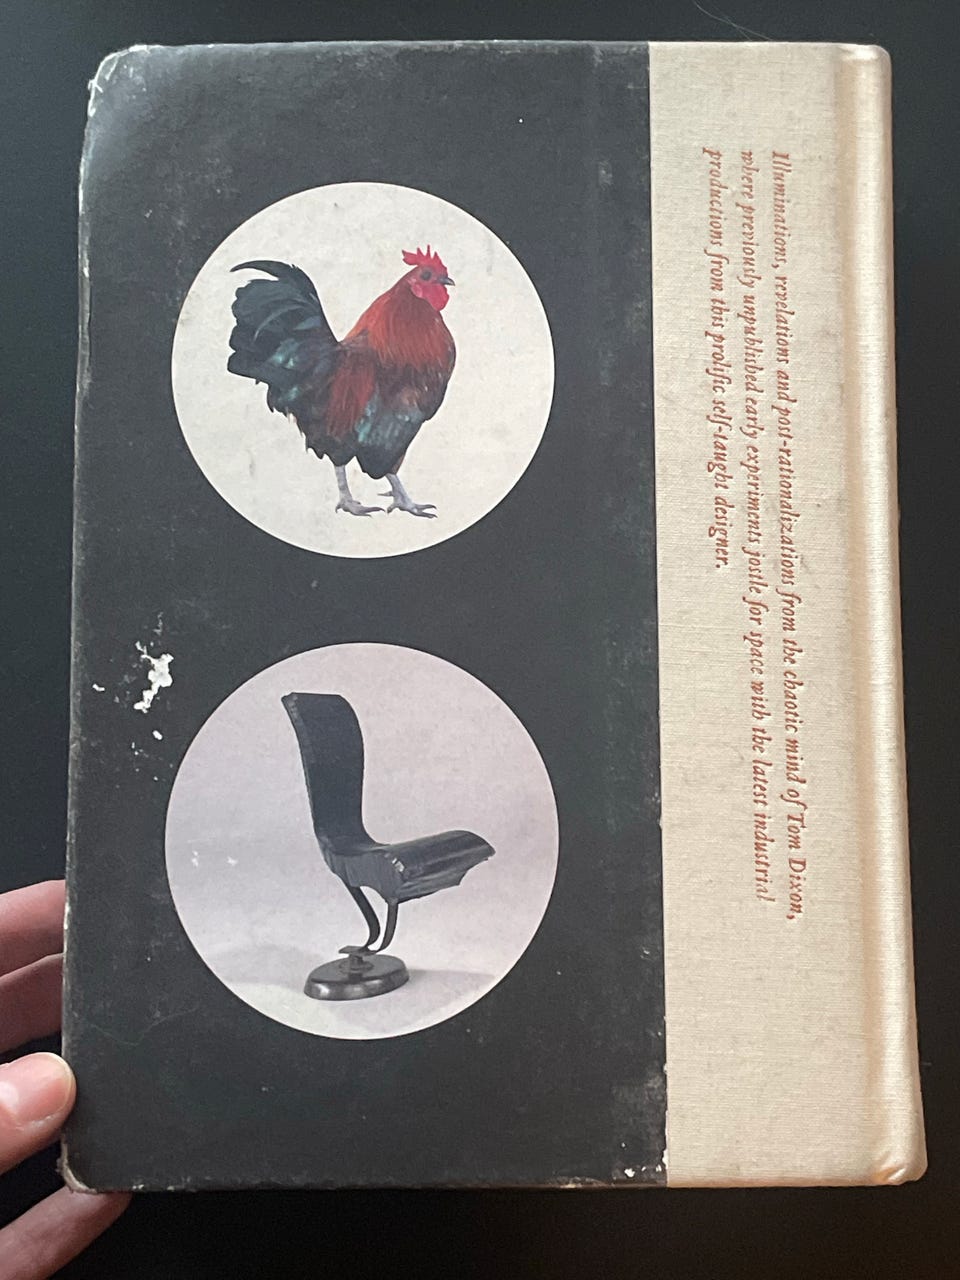 Illuminations, revelations and post-rationalizations from the chaotic mind of Tom Dixon,
where previously unpublished early experiments jostle for space with the latest industrial
productions from this prolific self-taught designer.